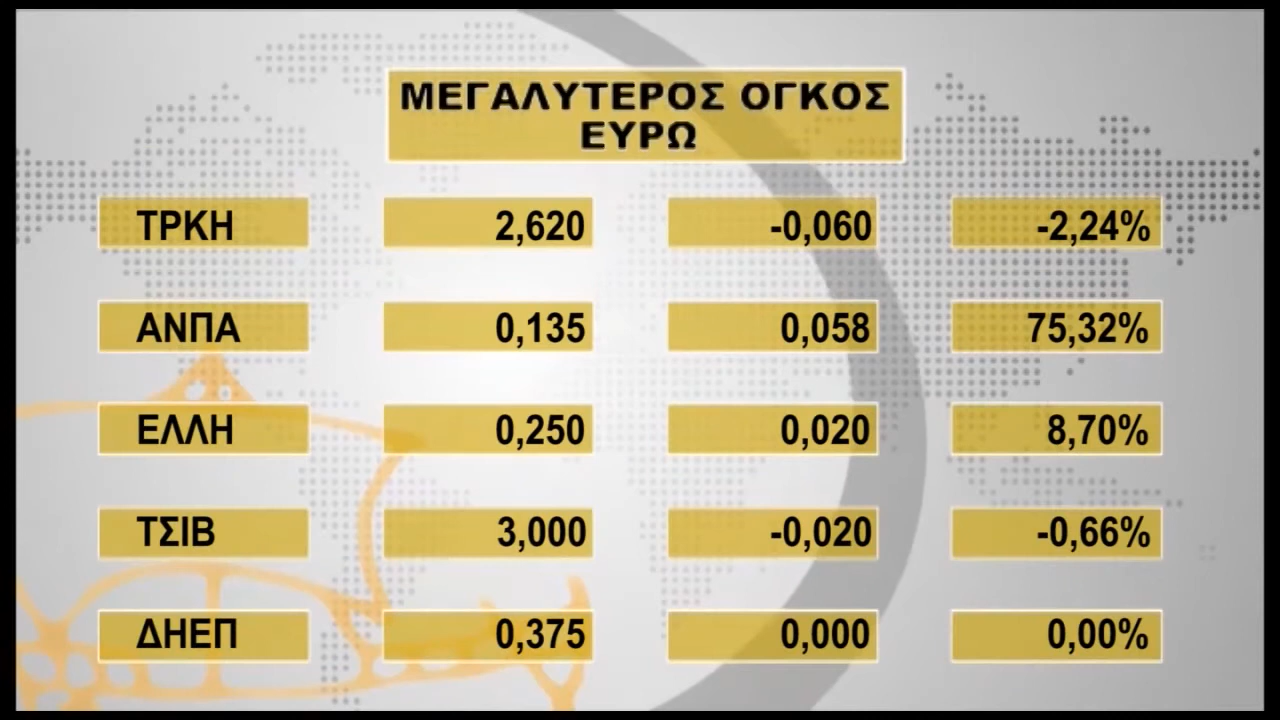 ΜΕΓΑΛΥΤΕΡΟΣ ΟΓΚΟΣ
ΕΥΡΩ
ΤΡΚΗ 2,620 -0,060 -2,24%
ΑΝΠΑ 0,135 0,058 75,32%
ΕΛΛΗ 0,250 0,020 8,70%
ΤΣΙΒ 3,000 -0,020 -0,66%
ΔΗΕΠ 0,375 0,000 0,00%